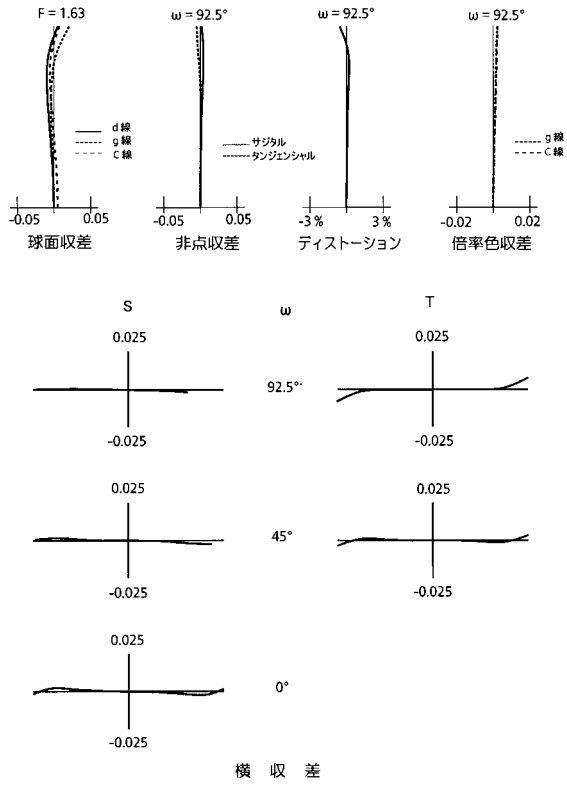 F = 1.63
ω = 92.5°
ω = 92.5°
ω = 92.5°
d 線
g 線
C 線
サジタル
タンジェンシャル
g 線
C 線
-0.05 0.05
-0.05 0.05
-3 % 3 %
-0.02 0.02
球面収差
非点収差
ディストーション
倍率色収差
S ω T
0.025 0.025
92.5°
-0.025 -0.025
0.025 0.025
45°
-0.025 -0.025
0.025
0°
-0.025
横 収 差